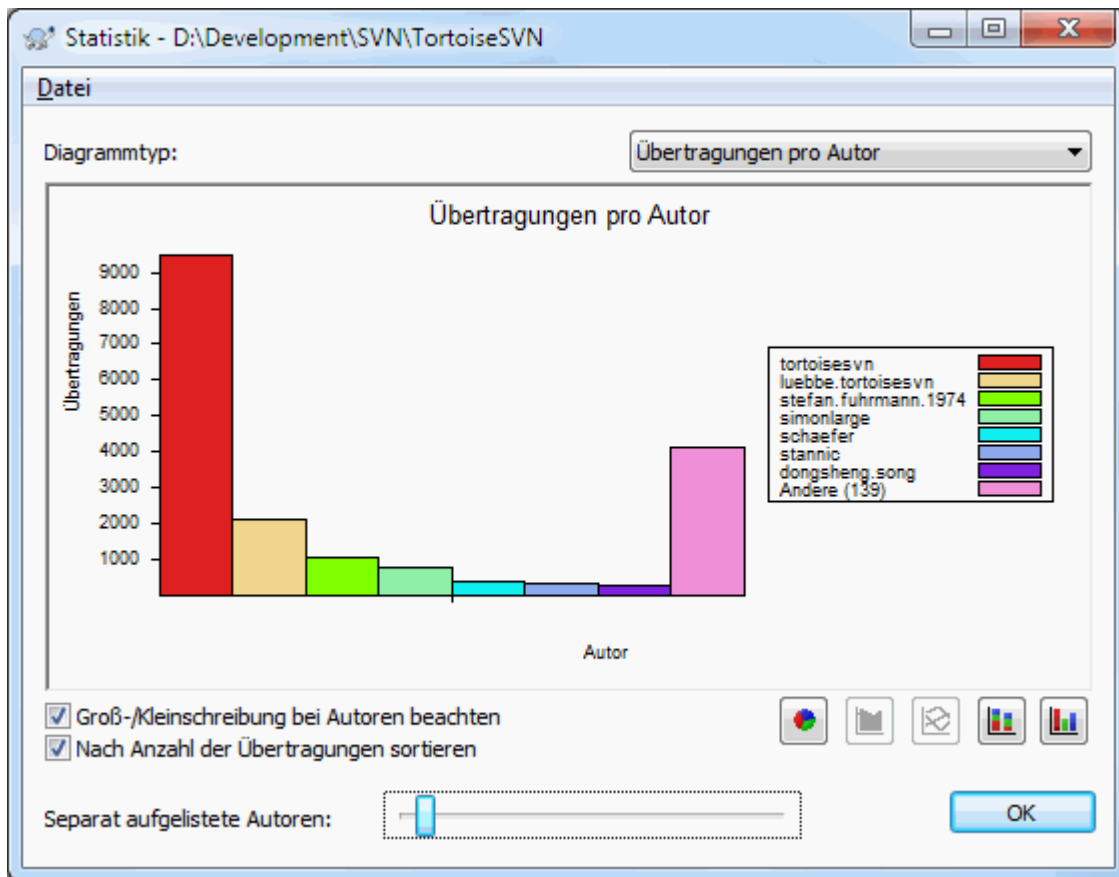 Statistik - D:\Development\SVN\TortoiseSVN
Datei
Diagrammtyp:
Übertragungen pro Autor
Übertragungen pro Autor
Übertragungen
9000
8000
7000
6000
5000
4000
3000
2000
1000
Autor
tortoisesvn
luebbe.tortoisesvn
stefan.fuhrmann.1974
simonlarge
schaefer
stannic
dongsheng.song
Andere (139)
Groß-/Kleinschreibung bei Autoren beachten
Nach Anzahl der Übertragungen sortieren
Separat aufgelistete Autoren:
OK